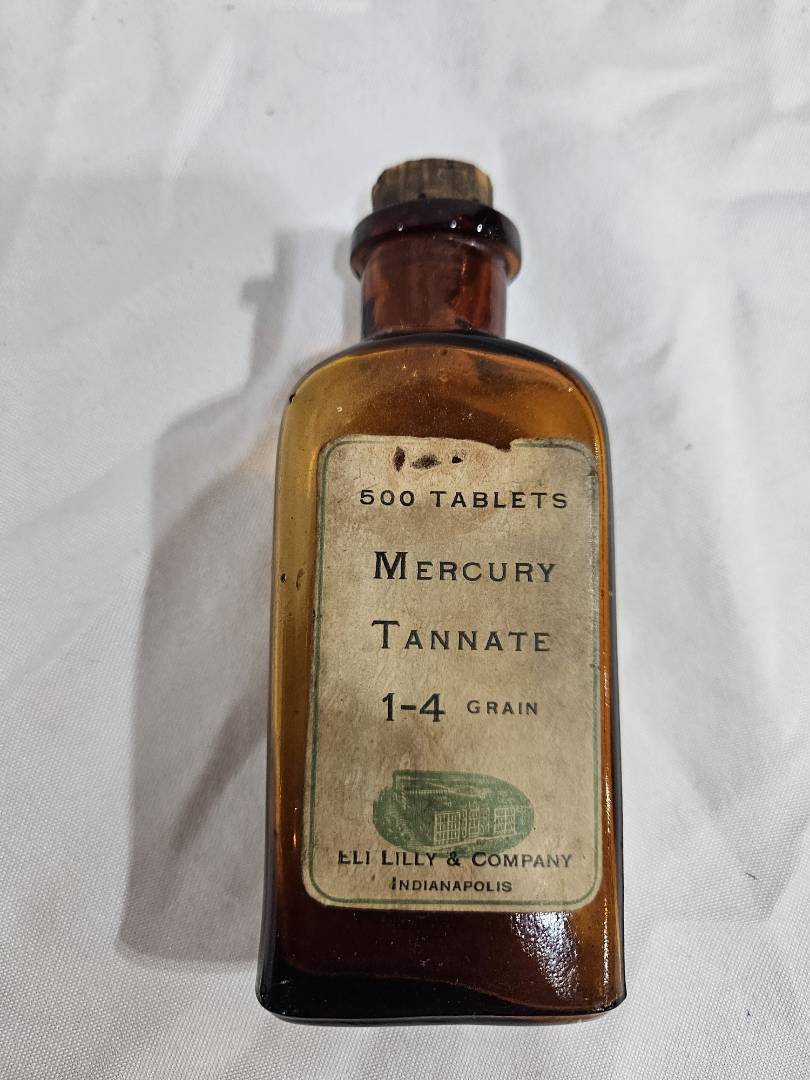 500 TABLETS
MERCURY
TANNATE
1-4 GRAIN
ELI LILLY & COMPANY
INDIANAPOLIS